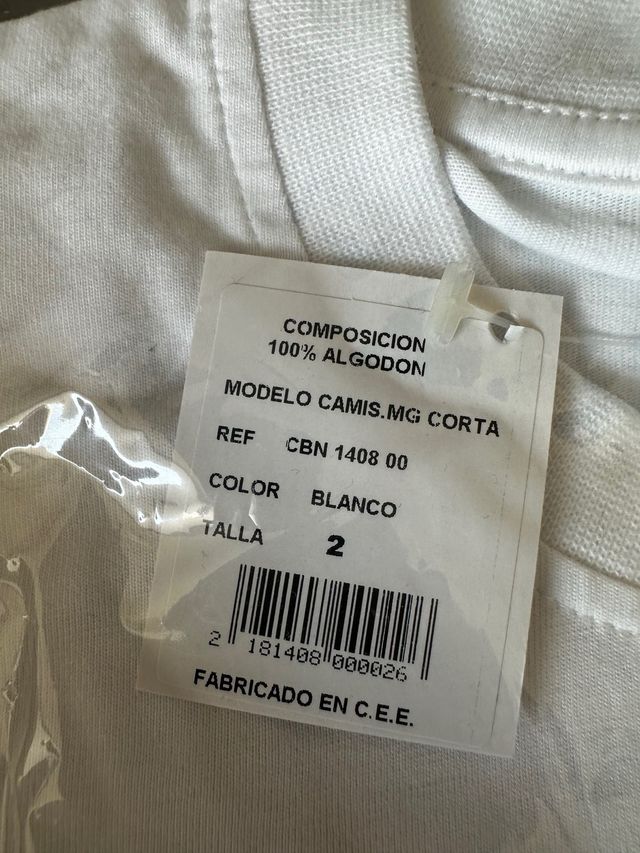 COMPOSICION
100% ALGODON
MODELO CAMIS.MG CORTA
REF CBN 1408 00
COLOR BLANCO
TALLA 2
2 181408 000026
FABRICADO EN C.E.E.